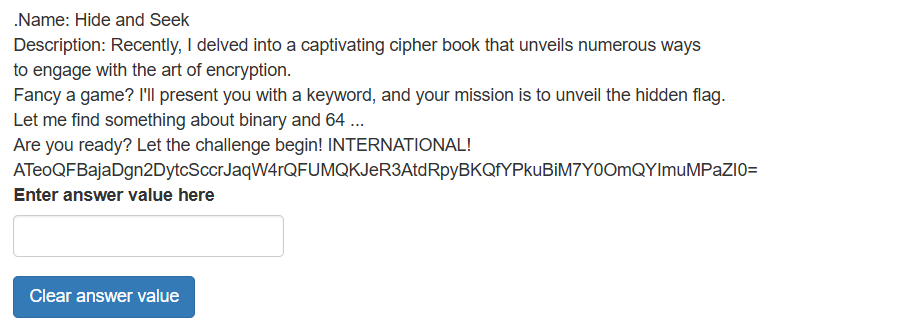 .Name: Hide and Seek
Description: Recently, I delved into a captivating cipher book that unveils numerous ways
to engage with the art of encryption.
Fancy a game? I'll present you with a keyword, and your mission is to unveil the hidden flag.
Let me find something about binary and 64 ...
Are you ready? Let the challenge begin! INTERNATIONAL!
ATeoQFBajaDgn2DytcSccrJaqW4rQFUMQKJeR3AtdRpyBKQfYPkuBiM7Y0OmQYImuMPaZI0=
Enter answer value here
Clear answer value